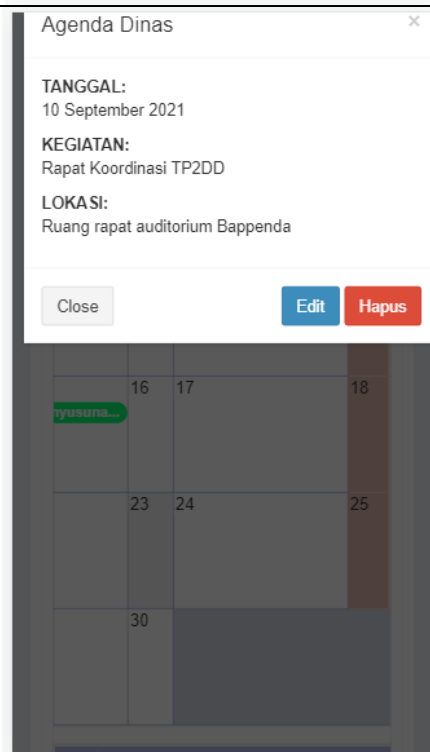 Agenda Dinas ×
TANGGAL:
10 September 2021
KEGIATAN:
Rapat Koordinasi TP2DD
LOKASI:
Ruang rapat auditorium Bappenda
Close Edit Hapus
16 17 18
nyusuna...
23 24 25
30